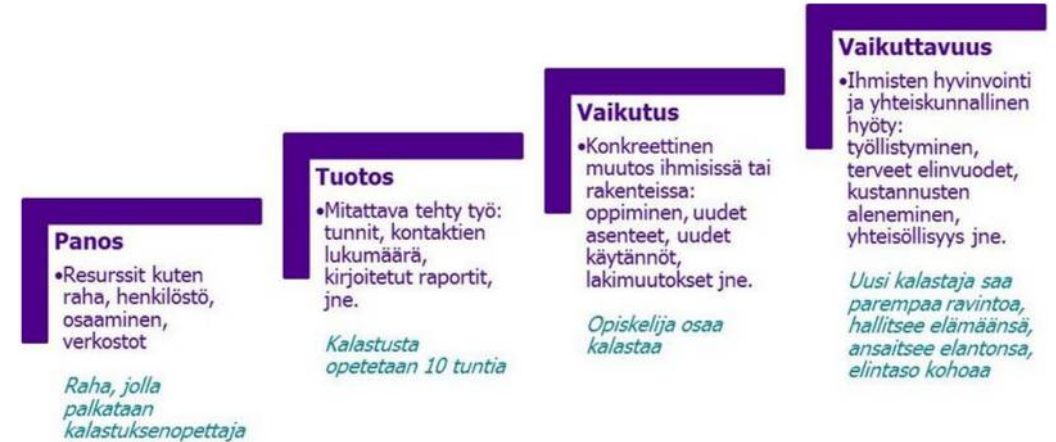 Panos
•Resurssit kuten
raha, henkilöstö,
osaaminen,
verkostot
Raha, jolla
palkataan
kalastuksenopettaja
Tuotos
•Mitattava tehty työ:
tunnit, kontaktien
lukumäärä,
kirjoitetut raportit,
jne.
Kalastusta
opetetaan 10 tuntia
Vaikutus
•Konkreettinen
muutos ihmisissä tai
rakenteissa:
oppiminen, uudet
asenteet, uudet
käytännöt,
lakimuutokset jne.
Opiskelija osaa
kalastaa
Vaikuttavuus
•Ihmisten hyvinvointi
ja yhteiskunnallinen
hyöty:
työllistyminen,
terveet elinvuodet,
kustannusten
aleneminen,
yhteisöllisyys jne.
Uusi kalastaja saa
parempaa ravintoa,
hallitsee elämäänsä,
ansaitsee elantonsa,
elintaso kohoaa